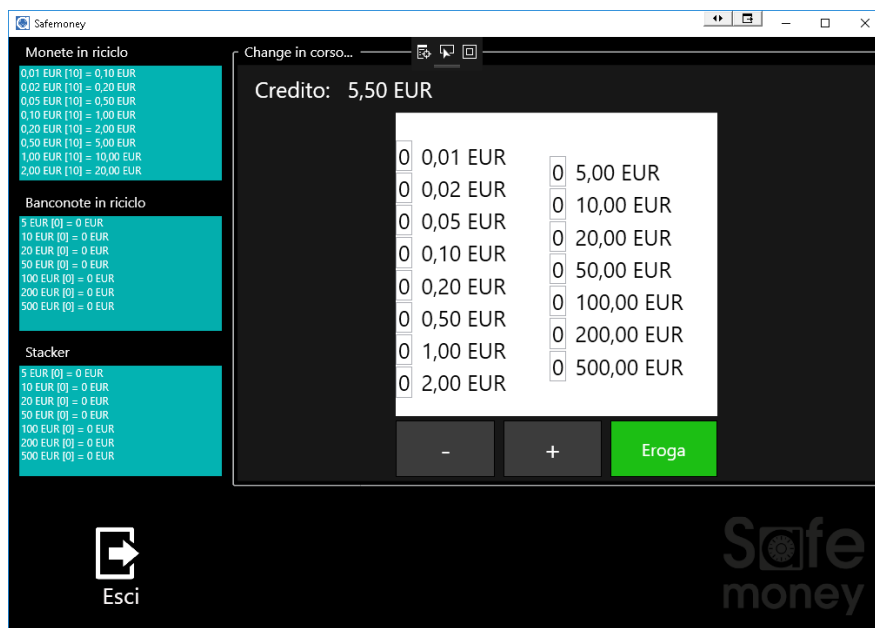 Safemoney
Monete in riciclo
0,01 EUR [10] = 0,10 EUR
0,02 EUR [10] = 0,20 EUR
0,05 EUR [10] = 0,50 EUR
0,10 EUR [10] = 1,00 EUR
0,20 EUR [10] = 2,00 EUR
0,50 EUR [10] = 5,00 EUR
1,00 EUR [10] = 10,00 EUR
2,00 EUR [10] = 20,00 EUR
Banconote in riciclo
5 EUR [0] = 0 EUR
10 EUR [0] = 0 EUR
20 EUR [0] = 0 EUR
50 EUR [0] = 0 EUR
100 EUR [0] = 0 EUR
200 EUR [0] = 0 EUR
500 EUR [0] = 0 EUR
Stacker
5 EUR [0] = 0 EUR
10 EUR [0] = 0 EUR
20 EUR [0] = 0 EUR
50 EUR [0] = 0 EUR
100 EUR [0] = 0 EUR
200 EUR [0] = 0 EUR
500 EUR [0] = 0 EUR
Esci
Change in corso...
Credito: 5,50 EUR
0 0,01 EUR
0 0,02 EUR
0 0,05 EUR
0 0,10 EUR
0 0,20 EUR
0 0,50 EUR
0 1,00 EUR
0 2,00 EUR
0 5,00 EUR
0 10,00 EUR
0 20,00 EUR
0 50,00 EUR
0 100,00 EUR
0 200,00 EUR
0 500,00 EUR
- + Eroga
Safe
money